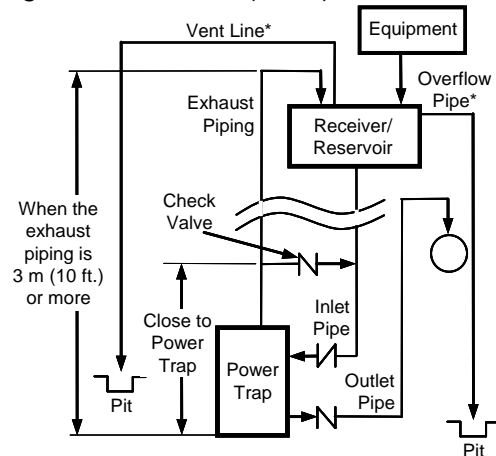 Vent Line*
Equipment
Overflow
Pipe*
Exhaust
Piping
Receiver/
Reservoir
When the
exhaust
piping is
3 m (10 ft.)
or more
Check
Valve
Close to
Power
Trap
Inlet
Pipe
Power
Trap
Outlet
Pipe
Pit
Pit